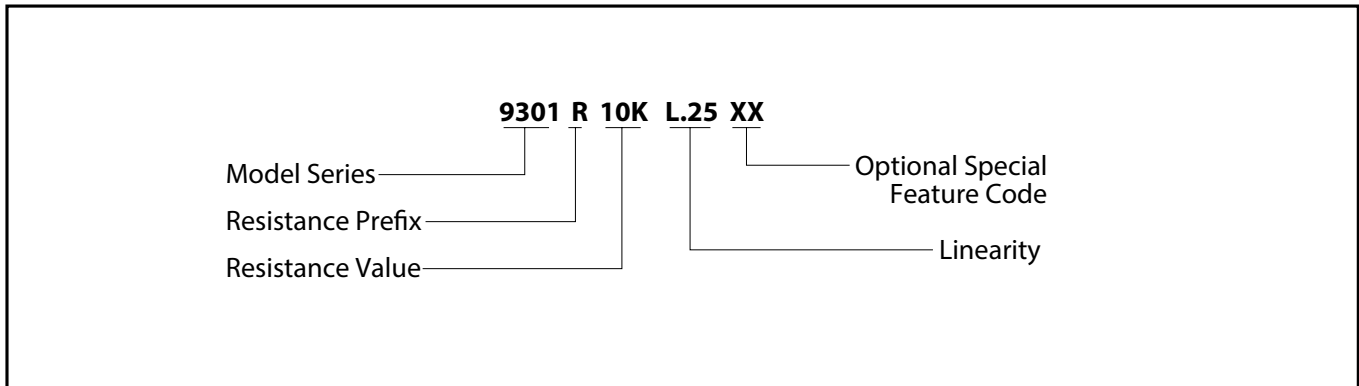 9301 R 10K L.25 XX
Model Series
Resistance Prefix
Resistance Value
Optional Special
Feature Code
Linearity